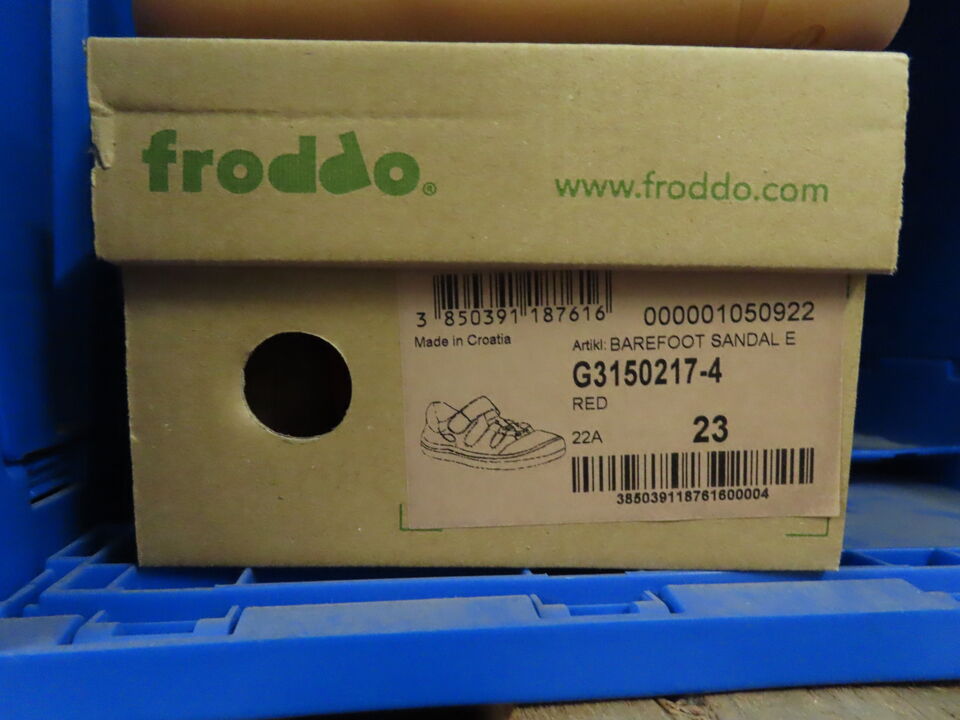 froddo®
www.froddo.com
3 850391 187616
000001050922
Made in Croatia
Artikl: BAREFOOT SANDAL E
G3150217-4
RED
22A
23
385039118761600004